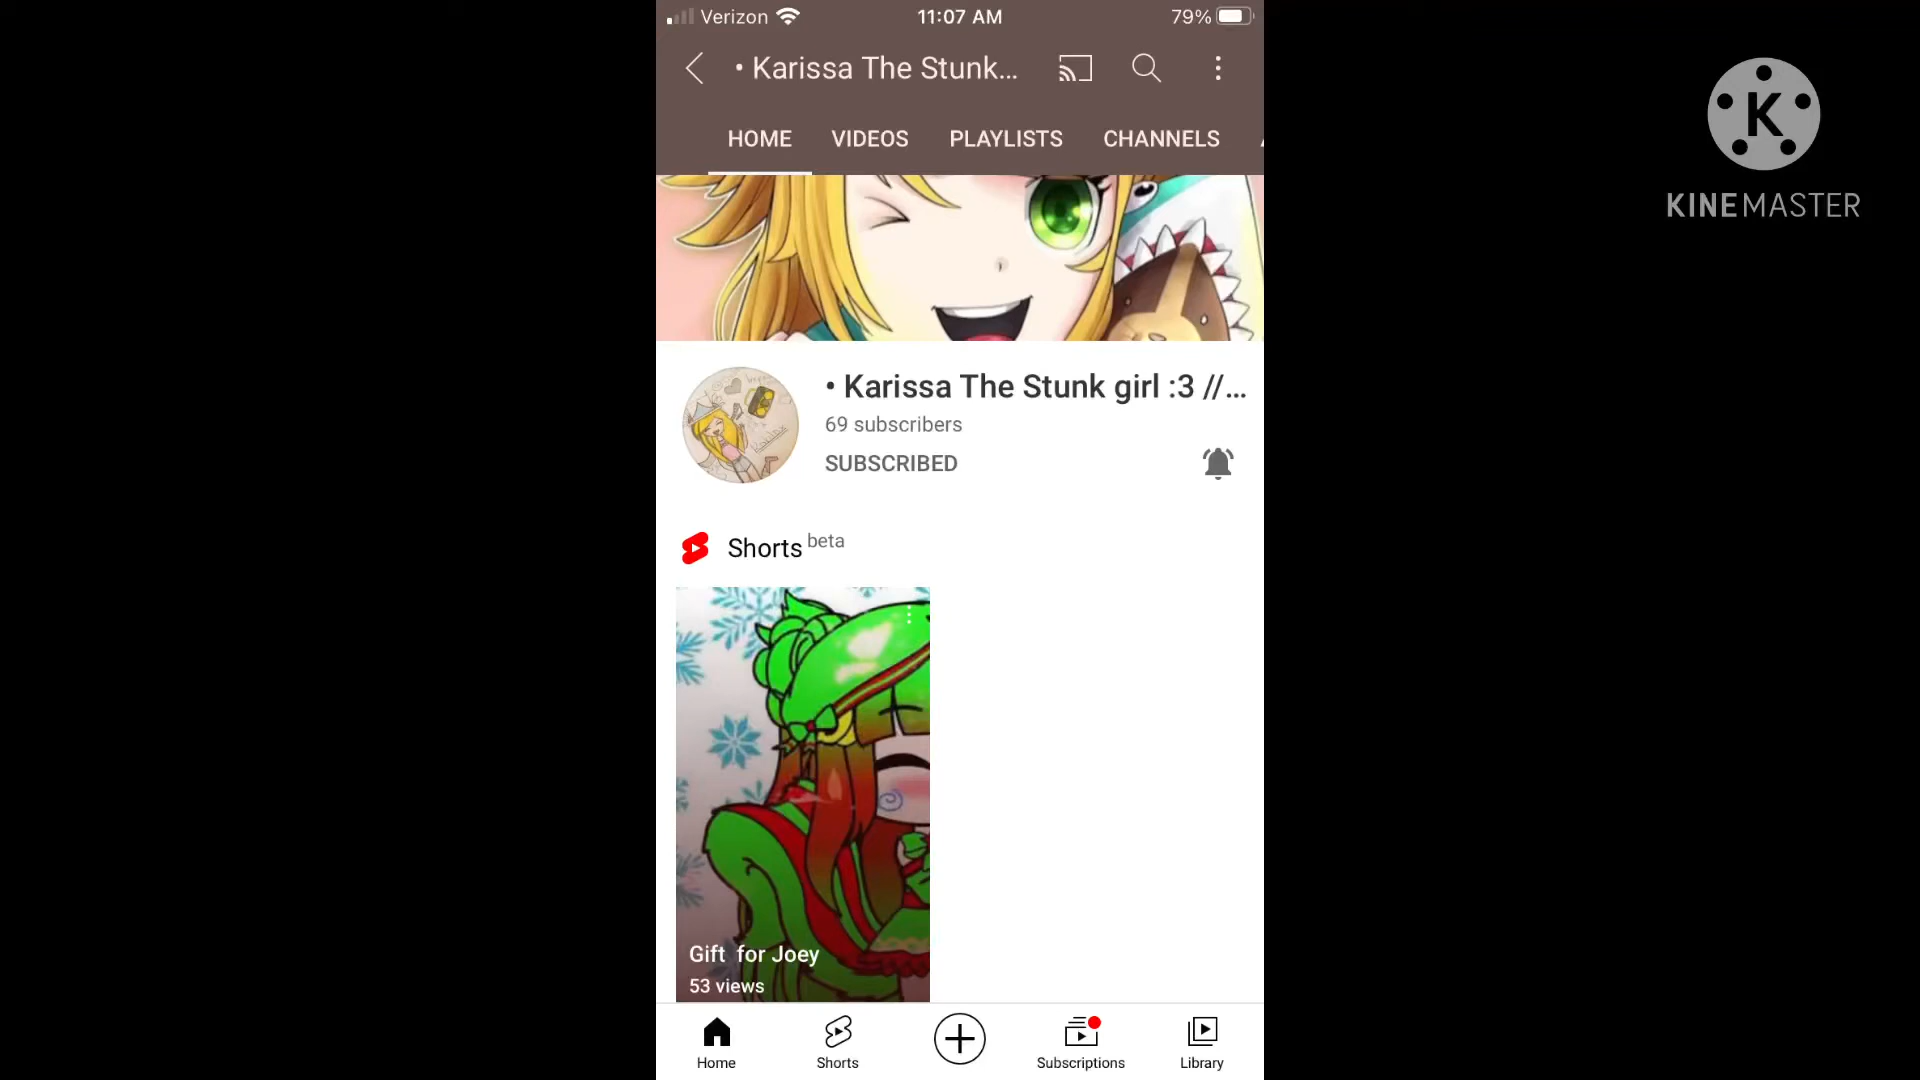 Verizon 11:07 AM 79%
• Karissa The Stunk...
HOME VIDEOS PLAYLISTS CHANNELS
• Karissa The Stunk girl :3 //...
69 subscribers
SUBSCRIBED
Shorts beta
Gift for Joey
53 views
Home Shorts Subscriptions Library
K
KINEMASTER